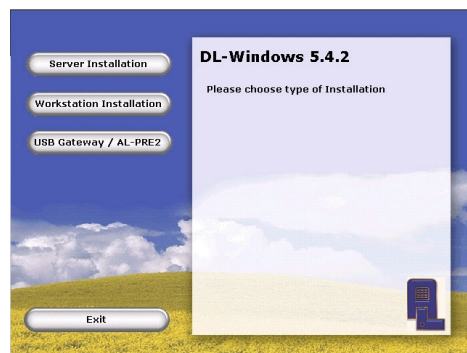 DL-Windows 5.4.2
Please choose type of Installation
Server Installation
Workstation Installation
USB Gateway / AL-PRE2
Exit